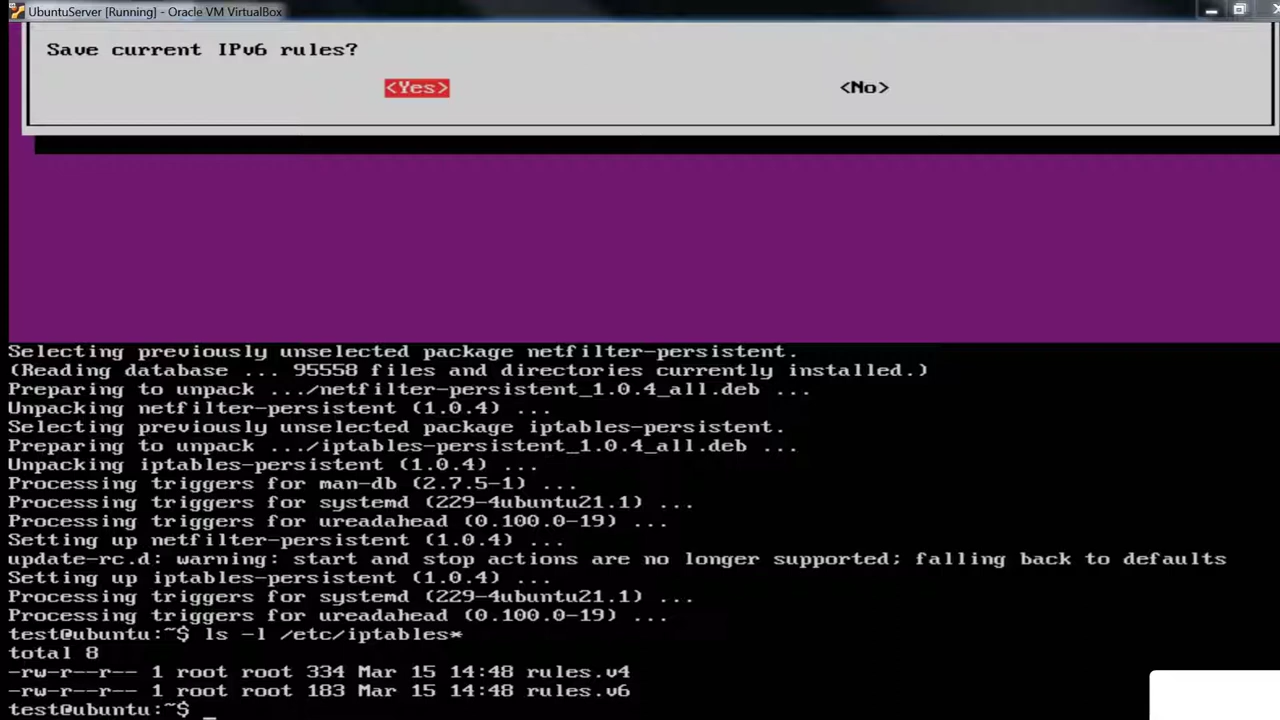 UbuntuServer [Running] - Oracle VM VirtualBox
Save current IPv6 rules?
<Yes> <No>
Selecting previously unselected package netfilter-persistent.
(Reading database ... 95558 files and directories currently installed.)
Preparing to unpack .../netfilter-persistent_1.0.4_all.deb ...
Unpacking netfilter-persistent (1.0.4) ...
Selecting previously unselected package iptables-persistent.
Preparing to unpack .../iptables-persistent_1.0.4_all.deb ...
Unpacking iptables-persistent (1.0.4) ...
Processing triggers for man-db (2.7.5-1) ...
Processing triggers for systemd (229-4ubuntu21.1) ...
Processing triggers for ureadahead (0.100.0-19) ...
Setting up netfilter-persistent (1.0.4) ...
update-rc.d: warning: start and stop actions are no longer supported; falling back to defaults
Setting up iptables-persistent (1.0.4) ...
Processing triggers for systemd (229-4ubuntu21.1) ...
Processing triggers for ureadahead (0.100.0-19) ...
test@ubuntu:~$ ls -l /etc/iptables*
total 8
-rw-r--r-- 1 root root 334 Mar 15 14:48 rules.v4
-rw-r--r-- 1 root root 183 Mar 15 14:48 rules.v6
test@ubuntu:~$ _